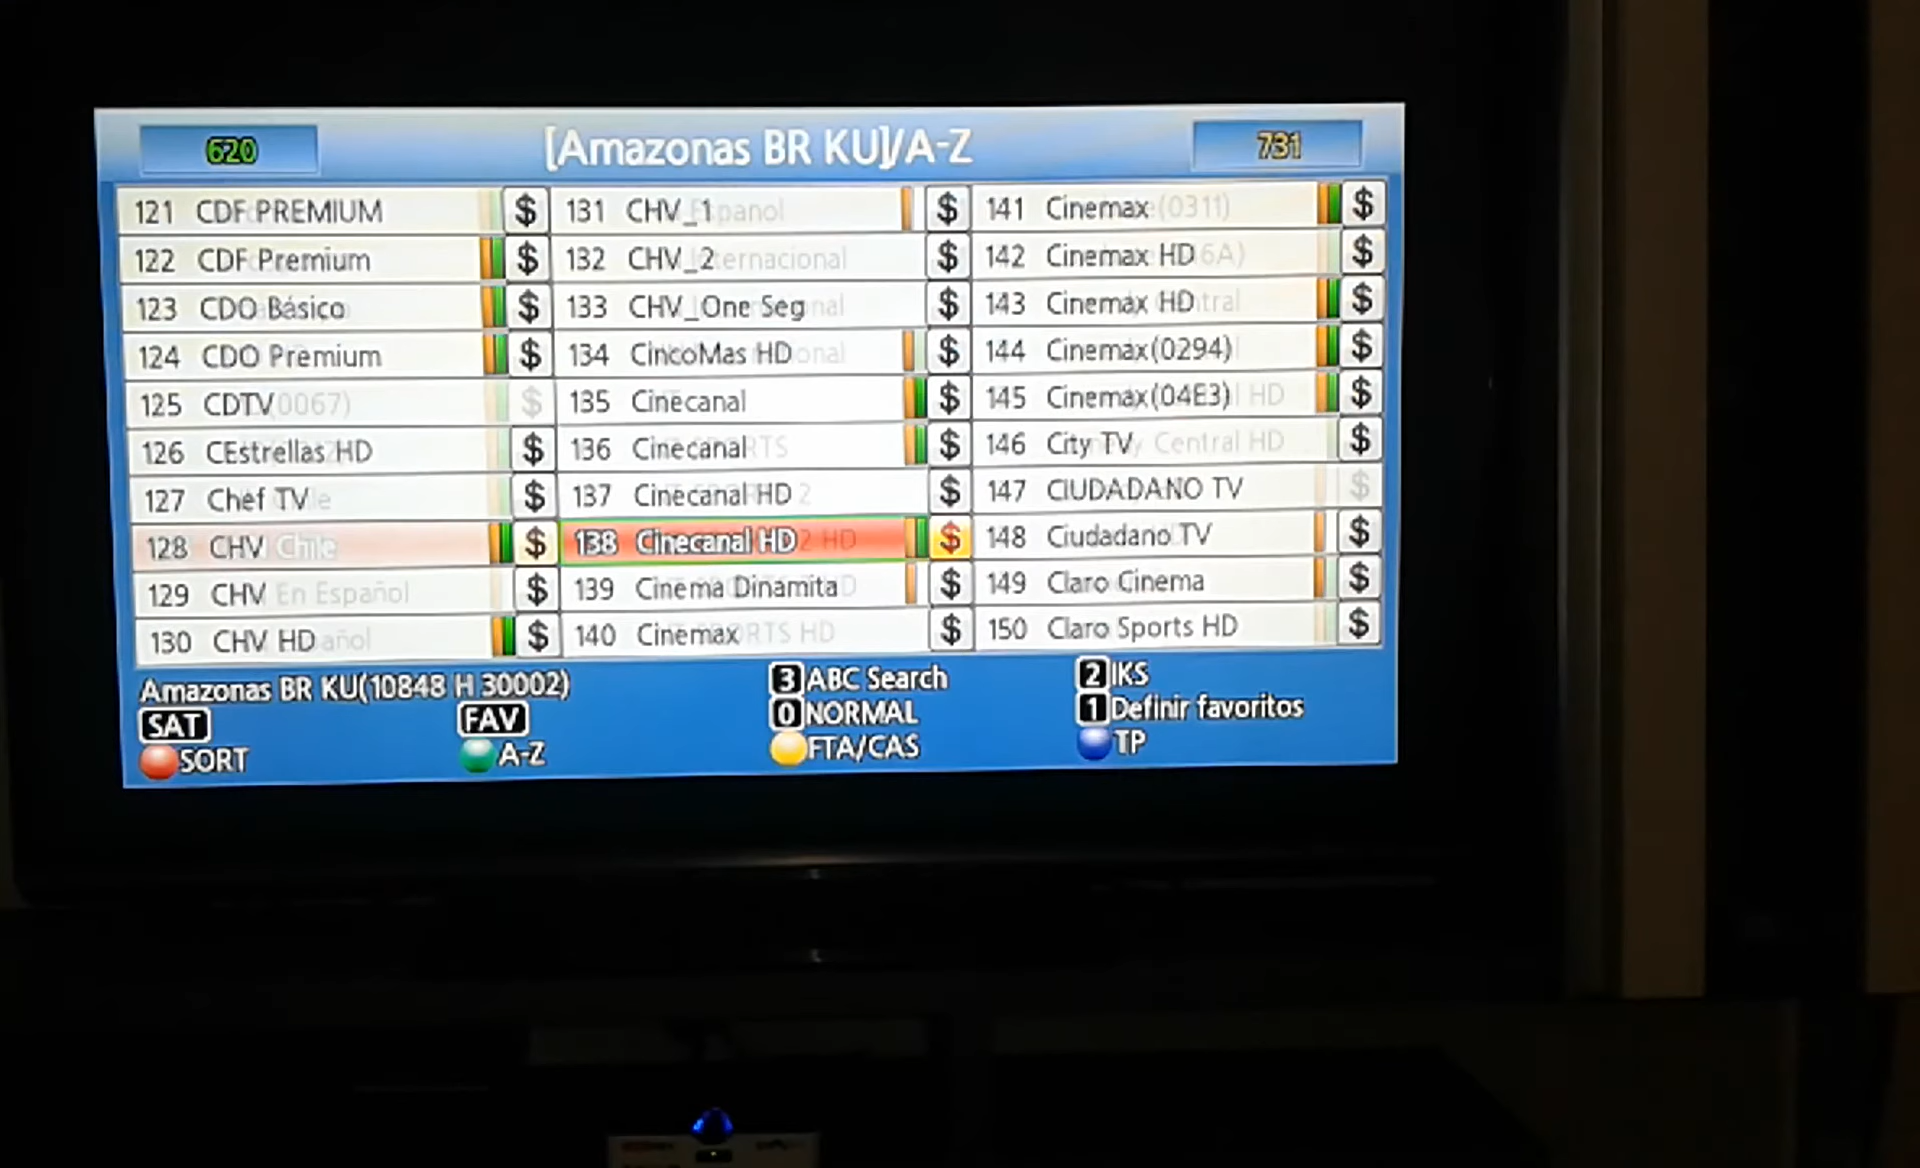 620
[Amazonas BR KU]/A-Z
731
121 CDF PREMIUM $
122 CDF Premium $
123 CDO Básico $
124 CDO Premium $
125 CDTV (0067) $
126 CEstrellas HD $
127 Chef TV $
128 CHV Chile $
129 CHV En Español $
130 CHV HD $
131 CHV_1 $
132 CHV_2 $
133 CHV_One Seg $
134 CincoMas HD $
135 Cinecanal $
136 Cinecanal $
137 Cinecanal HD $
138 Cinecanal HD $
139 Cinema Dinamita $
140 Cinemax $
141 Cinemax (0311) $
142 Cinemax HD $
143 Cinemax HD $
144 Cinemax(0294) $
145 Cinemax(04E3) $
146 City TV $
147 CIUDADANO TV $
148 Ciudadano TV $
149 Claro Cinema $
150 Claro Sports HD $
Amazonas BR KU(10848 H 30002)
3 ABC Search
2 IKS
SAT
FAV
0 NORMAL
1 Definir favoritos
SORT
A-Z
FTA/CAS
TP